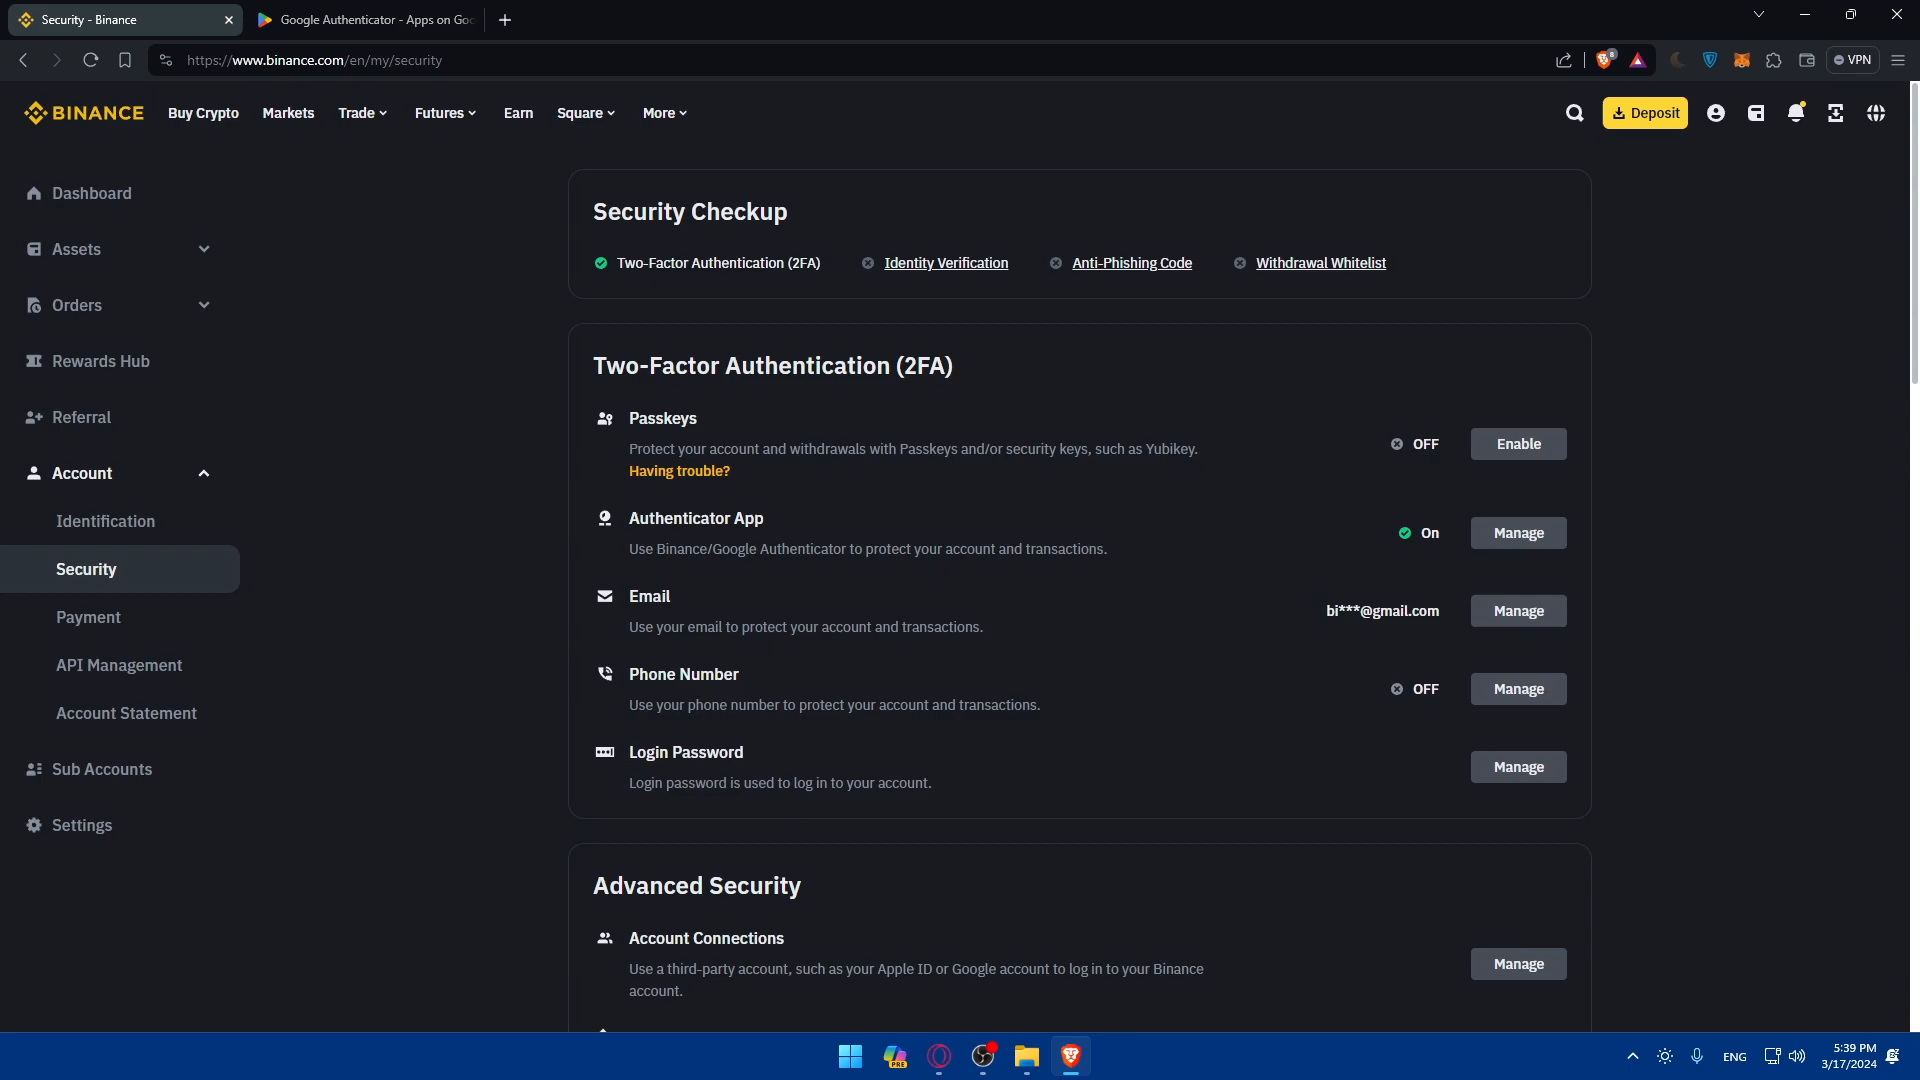 Security - Binance
Google Authenticator - Apps on Goo
https://www.binance.com/en/my/security
8
VPN
BINANCE
Buy Crypto
Markets
Trade
Futures
Earn
Square
More
Deposit
Dashboard
Assets
Orders
Rewards Hub
Referral
Account
Identification
Security
Payment
API Management
Account Statement
Sub Accounts
Settings
Security Checkup
Two-Factor Authentication (2FA)
Identity Verification
Anti-Phishing Code
Withdrawal Whitelist
Two-Factor Authentication (2FA)
Passkeys
Protect your account and withdrawals with Passkeys and/or security keys, such as Yubikey.
Having trouble?
OFF
Enable
Authenticator App
Use Binance/Google Authenticator to protect your account and transactions.
On
Manage
Email
Use your email to protect your account and transactions.
bi***@gmail.com
Manage
Phone Number
Use your phone number to protect your account and transactions.
OFF
Manage
Login Password
Login password is used to log in to your account.
Manage
Advanced Security
Account Connections
Use a third-party account, such as your Apple ID or Google account to log in to your Binance
account.
Manage
PRE
ENG
5:39 PM
3/17/2024